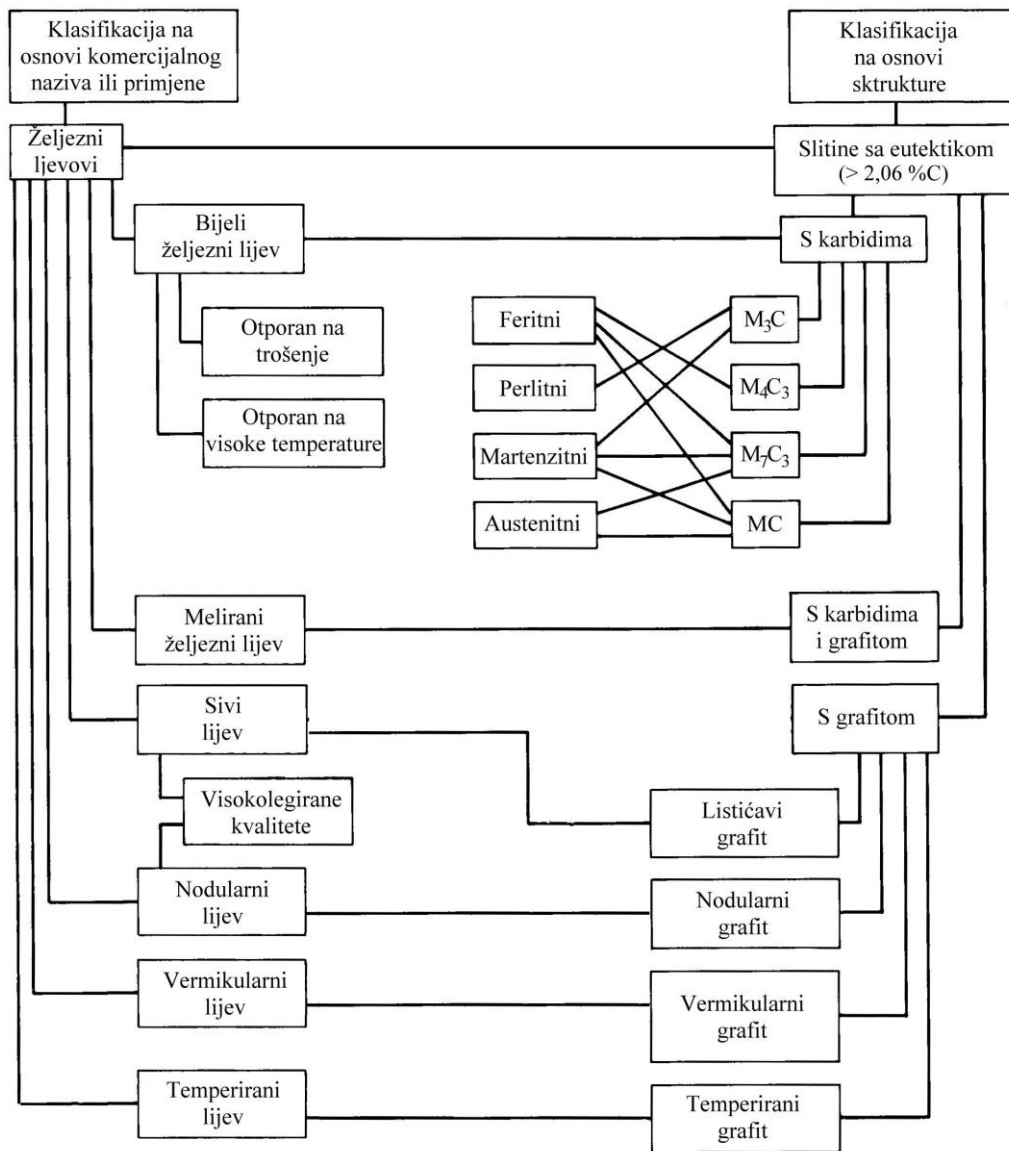 Klasifikacija na
osnovi komercijalnog
naziva ili primjene
Klasifikacija
na osnovi
sktrukture
Željezni
ljevovi
Slitine sa eutektikom
(> 2,06 %C)
Bijeli
željezni lijev
S karbidima
Otporan na
trošenje
Otporan na
visoke temperature
Feritni
Perlitni
Martenzitni
Austenitni
M₃C
M₄C₃
M₇C₃
MC
Melirani
željezni lijev
S karbidima
i grafitom
Sivi
lijev
S grafitom
Visokolegirane
kvalitete
Listićavi
grafit
Nodularni
lijev
Nodularni
grafit
Vermikularni
lijev
Vermikularni
grafit
Temperirani
lijev
Temperirani
grafit